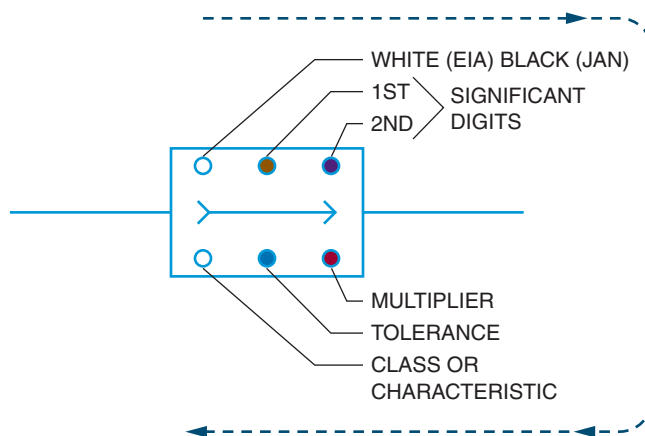 WHITE (EIA) BLACK (JAN)
1ST
2ND
SIGNIFICANT
DIGITS
MULTIPLIER
TOLERANCE
CLASS OR
CHARACTERISTIC